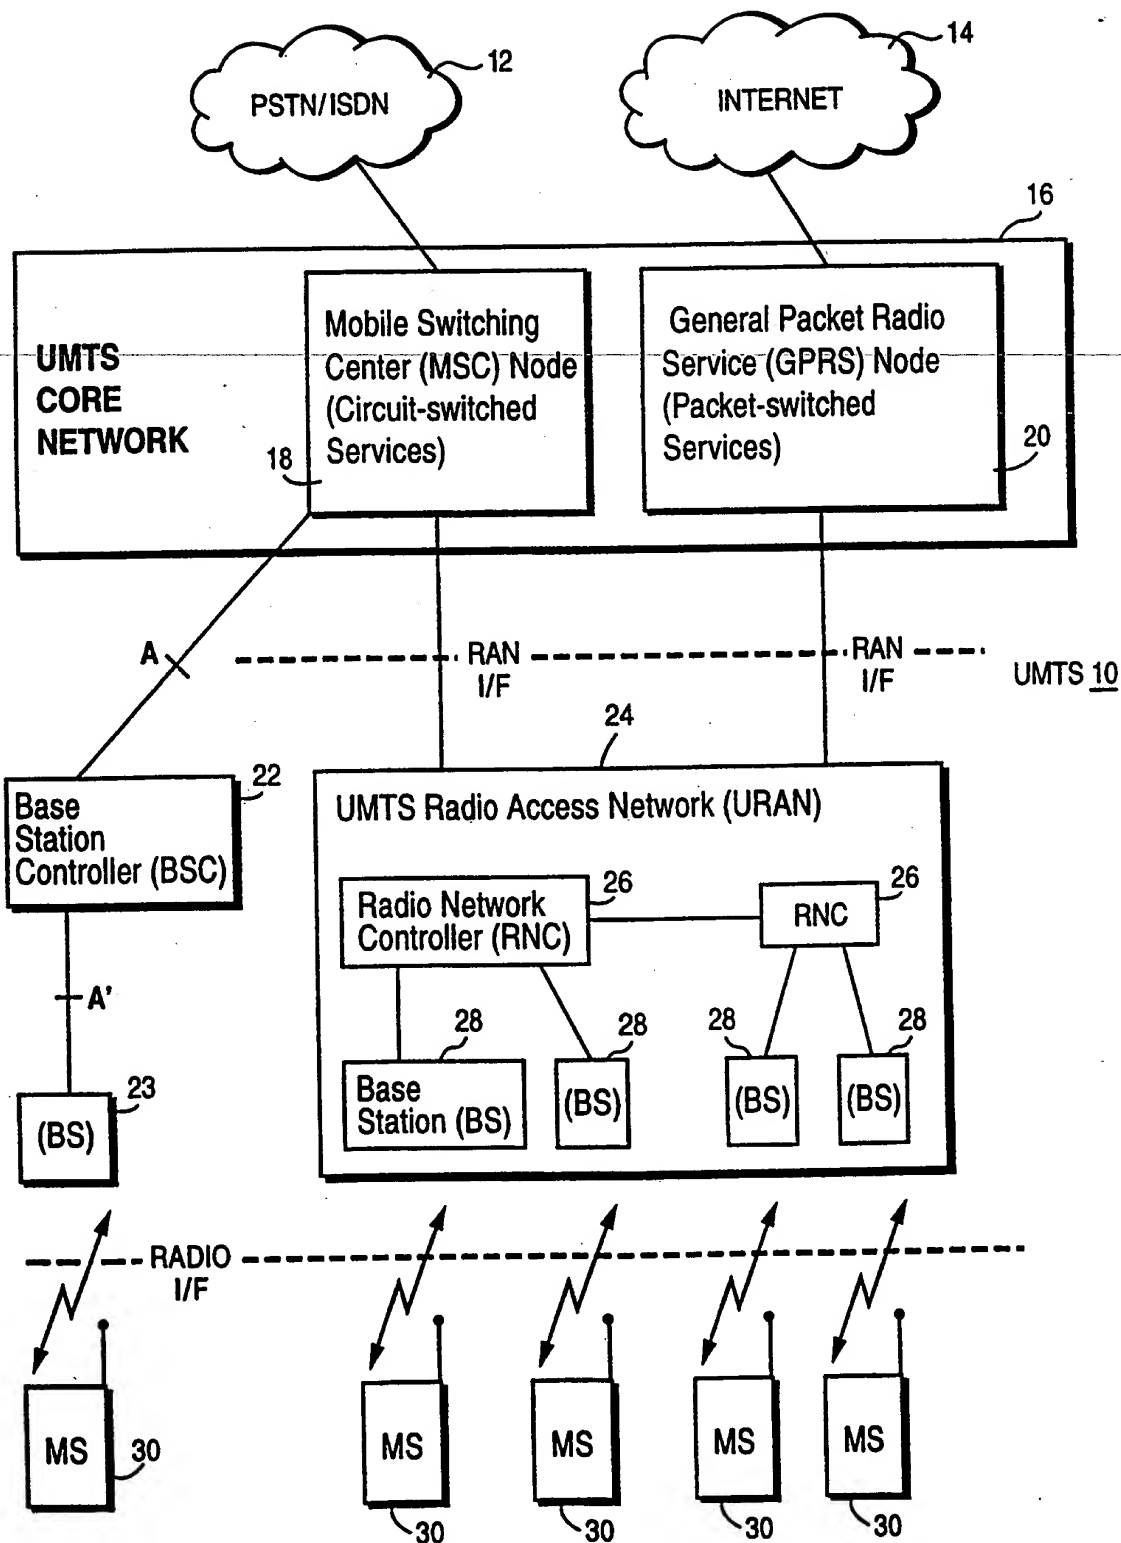 12
14
PSTN/ISDN
INTERNET
16
UMTS
CORE
NETWORK
Mobile Switching
Center (MSC) Node
(Circuit-switched
Services)
18
General Packet Radio
Service (GPRS) Node
(Packet-switched
Services)
20
A
RAN
I/F
RAN
I/F
UMTS 10
24
22
Base
Station
Controller (BSC)
UMTS Radio Access Network (URAN)
26
26
Radio Network
Controller (RNC)
RNC
A'
28
28
28
28
23
(BS)
Base
Station (BS)
(BS)
(BS)
(BS)
RADIO
I/F
MS
30
MS
30
MS
30
MS
30
MS
30